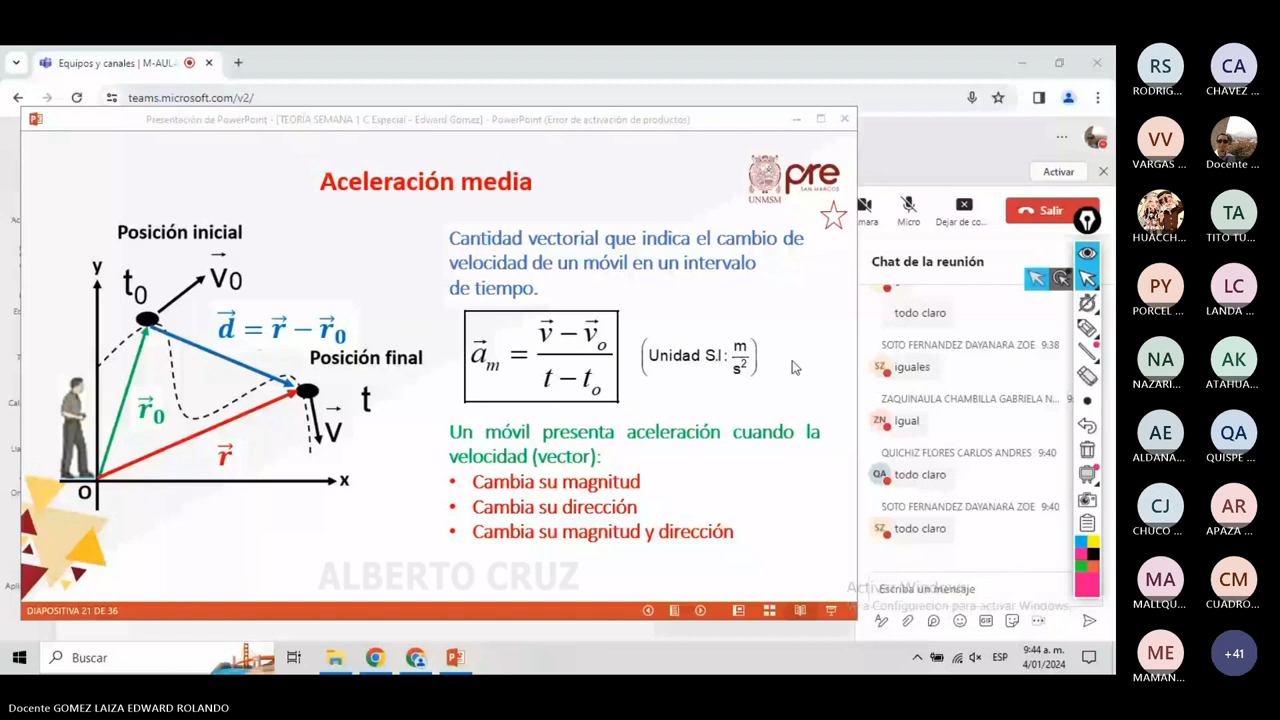 Equipos y canales | M-AULA
teams.microsoft.com/v2/
Presentación de PowerPoint - [TEORÍA SEMANA 1 C Especial - Edward Gomez] - PowerPoint (Error de activación de productos)
Aceleración media
UNMSM
pre
SAN MARCOS
Posición inicial
y
t0
v0
d = r − r0
Posición final
t
r0
r
V
O
x
Cantidad vectorial que indica el cambio de
velocidad de un móvil en un intervalo
de tiempo.
a⃗m = (v⃗ − v⃗o) / (t − to)
(Unidad S.I: m/s²)
Un móvil presenta aceleración cuando la
velocidad (vector):
• Cambia su magnitud
• Cambia su dirección
• Cambia su magnitud y dirección
ALBERTO CRUZ
DIAPOSITIVA 21 DE 36
Activar
Micro
Dejar de co...
Salir
Chat de la reunión
todo claro
SOTO FERNANDEZ DAYANARA ZOE 9:38
SZ iguales
ZAQUINAULA CHAMBILLA GABRIELA N...
ZN Igual
QUICHIZ FLORES CARLOS ANDRES 9:40
QA todo claro
SOTO FERNANDEZ DAYANARA ZOE 9:40
SZ todo claro
Activar Windows
Escriba un mensaje
Ve a Configuración para activar Windows.
GIF
Buscar
ESP
9:44 a. m.
4/01/2024
RS
RODRIG...
CA
CHAVEZ ...
VV
VARGAS ...
Docente ...
HUACCH...
TA
TITO TU...
PY
PORCEL ...
LC
LANDA ...
NA
NAZARI...
AK
ATAHUA...
AE
ALDANA...
QA
QUISPE ...
CJ
CHUCO ...
AR
APAZA ...
MA
MALLQU...
CM
CUADRO...
ME
MAMAN...
+41
Docente GOMEZ LAIZA EDWARD ROLANDO